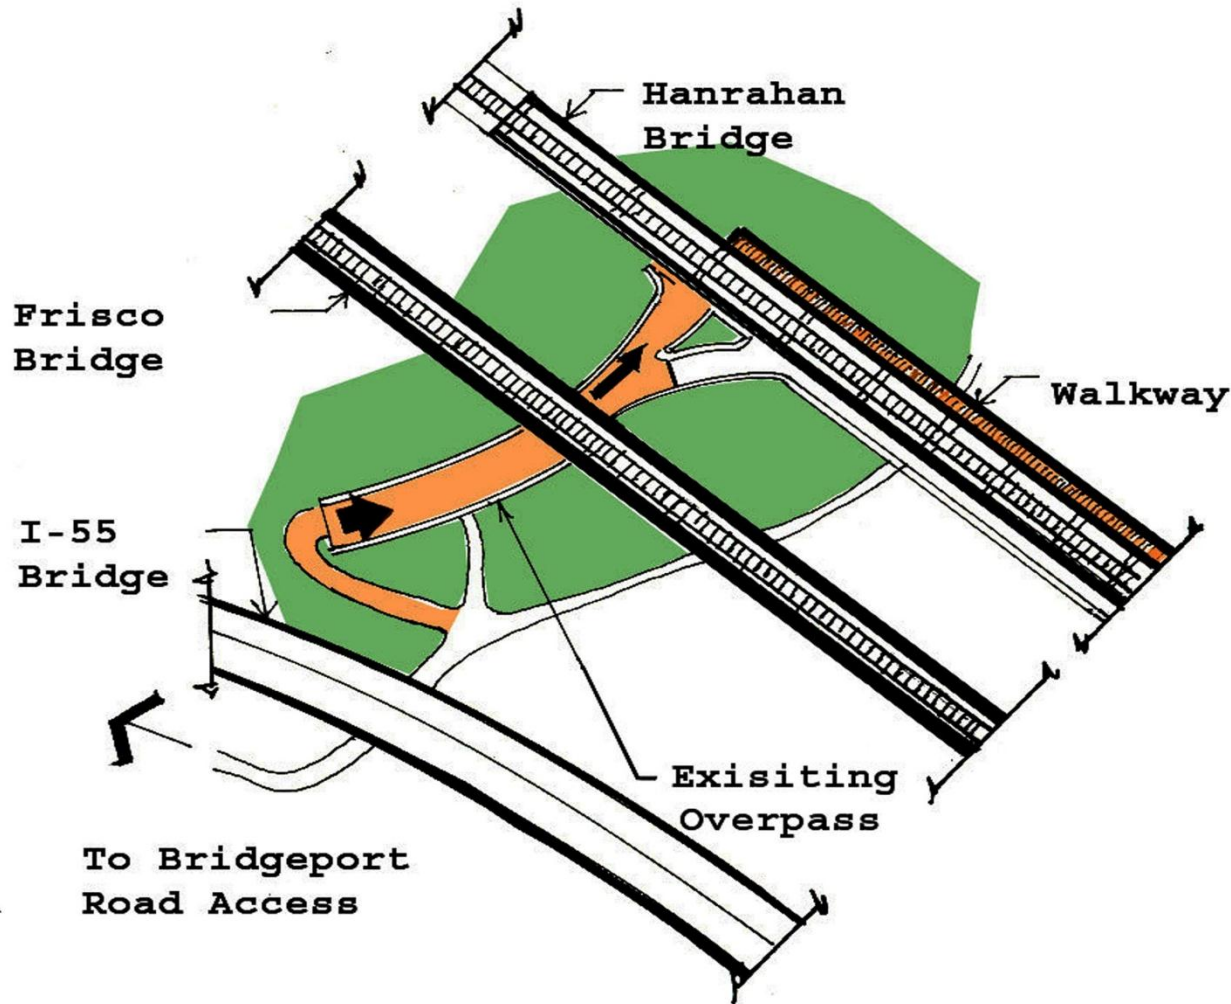 Hanrahan
Bridge
Frisco
Bridge
Walkway
I-55
Bridge
Exisiting
Overpass
To Bridgeport
Road Access